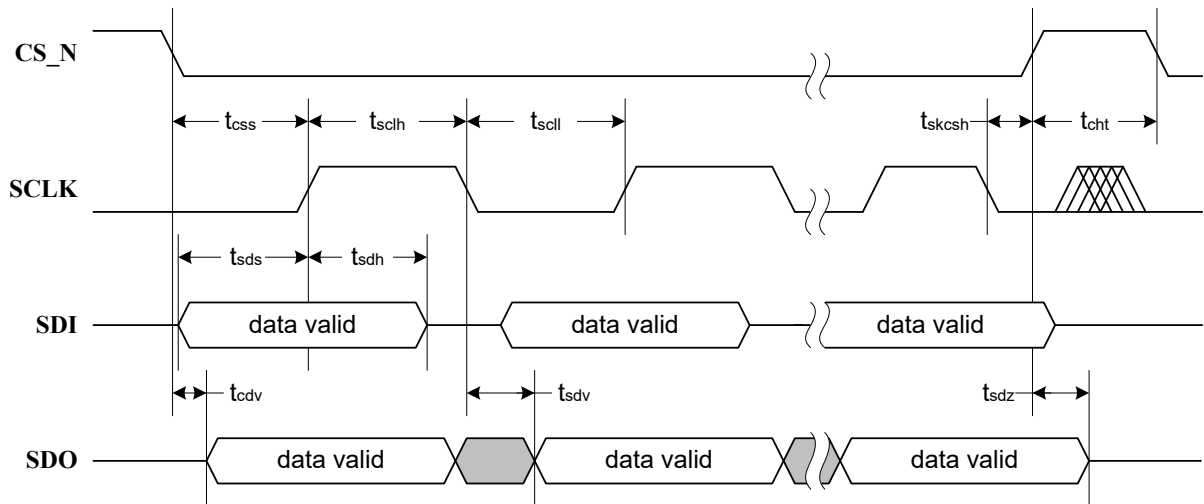 CS_N
tcss
tsclh
tscll
tskcsh
tcht
SCLK
tsds
tsdh
SDI
data valid
data valid
data valid
tcdv
tsdv
tsdz
SDO
data valid
data valid
data valid